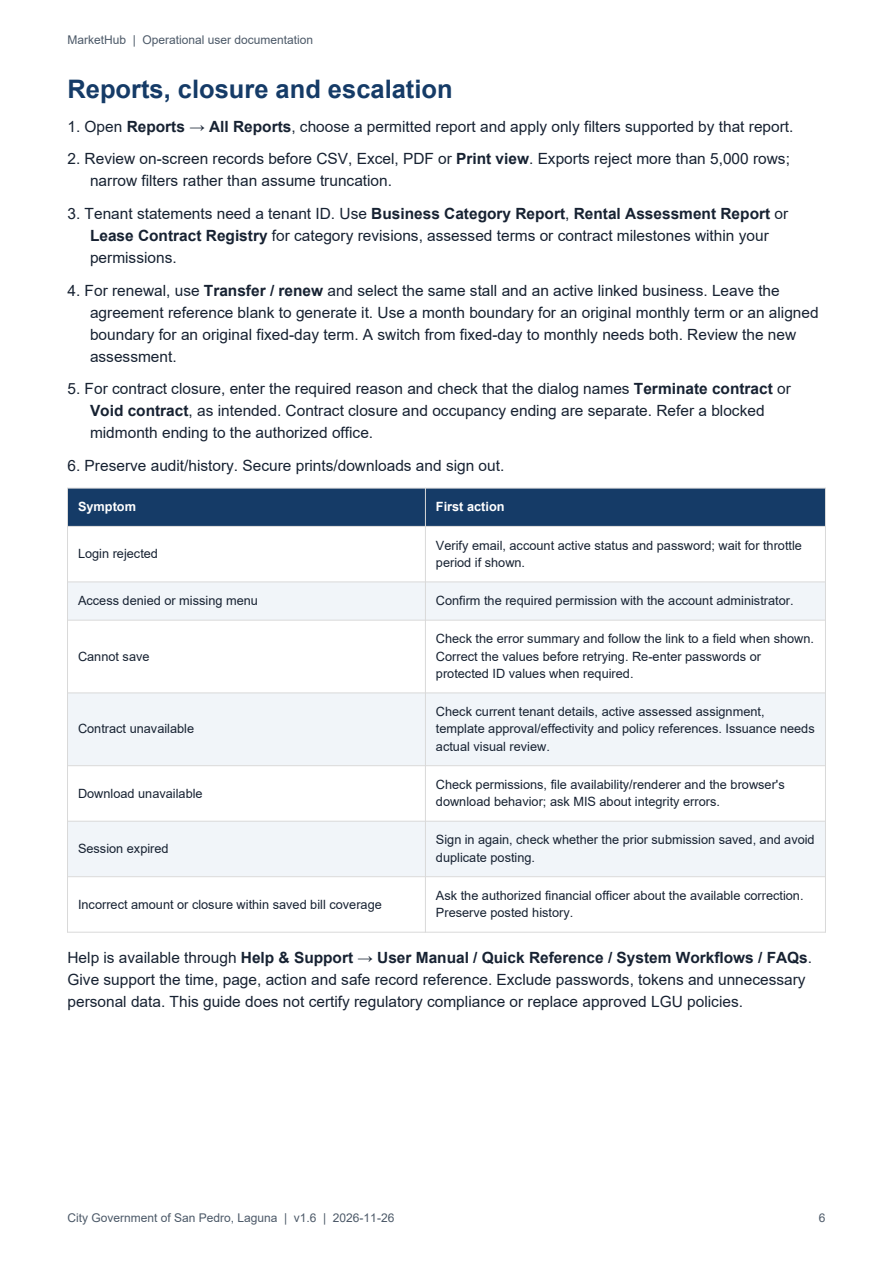 MarketHub | Operational user documentation
Reports, closure and escalation
1. Open Reports → All Reports, choose a permitted report and apply only filters supported by that report.
2. Review on-screen records before CSV, Excel, PDF or Print view. Exports reject more than 5,000 rows;
narrow filters rather than assume truncation.
3. Tenant statements need a tenant ID. Use Business Category Report, Rental Assessment Report or
Lease Contract Registry for category revisions, assessed terms or contract milestones within your
permissions.
4. For renewal, use Transfer / renew and select the same stall and an active linked business. Leave the
agreement reference blank to generate it. Use a month boundary for an original monthly term or an aligned
boundary for an original fixed-day term. A switch from fixed-day to monthly needs both. Review the new
assessment.
5. For contract closure, enter the required reason and check that the dialog names Terminate contract or
Void contract, as intended. Contract closure and occupancy ending are separate. Refer a blocked
midmonth ending to the authorized office.
6. Preserve audit/history. Secure prints/downloads and sign out.
Symptom First action
Login rejected
Verify email, account active status and password; wait for throttle
period if shown.
Access denied or missing menu Confirm the required permission with the account administrator.
Cannot save
Check the error summary and follow the link to a field when shown.
Correct the values before retrying. Re-enter passwords or
protected ID values when required.
Contract unavailable
Check current tenant details, active assessed assignment,
template approval/effectivity and policy references. Issuance needs
actual visual review.
Download unavailable
Check permissions, file availability/renderer and the browser's
download behavior; ask MIS about integrity errors.
Session expired
Sign in again, check whether the prior submission saved, and avoid
duplicate posting.
Incorrect amount or closure within saved bill coverage
Ask the authorized financial officer about the available correction.
Preserve posted history.
Help is available through Help & Support → User Manual / Quick Reference / System Workflows / FAQs.
Give support the time, page, action and safe record reference. Exclude passwords, tokens and unnecessary
personal data. This guide does not certify regulatory compliance or replace approved LGU policies.
City Government of San Pedro, Laguna | v1.6 | 2026-11-26 6